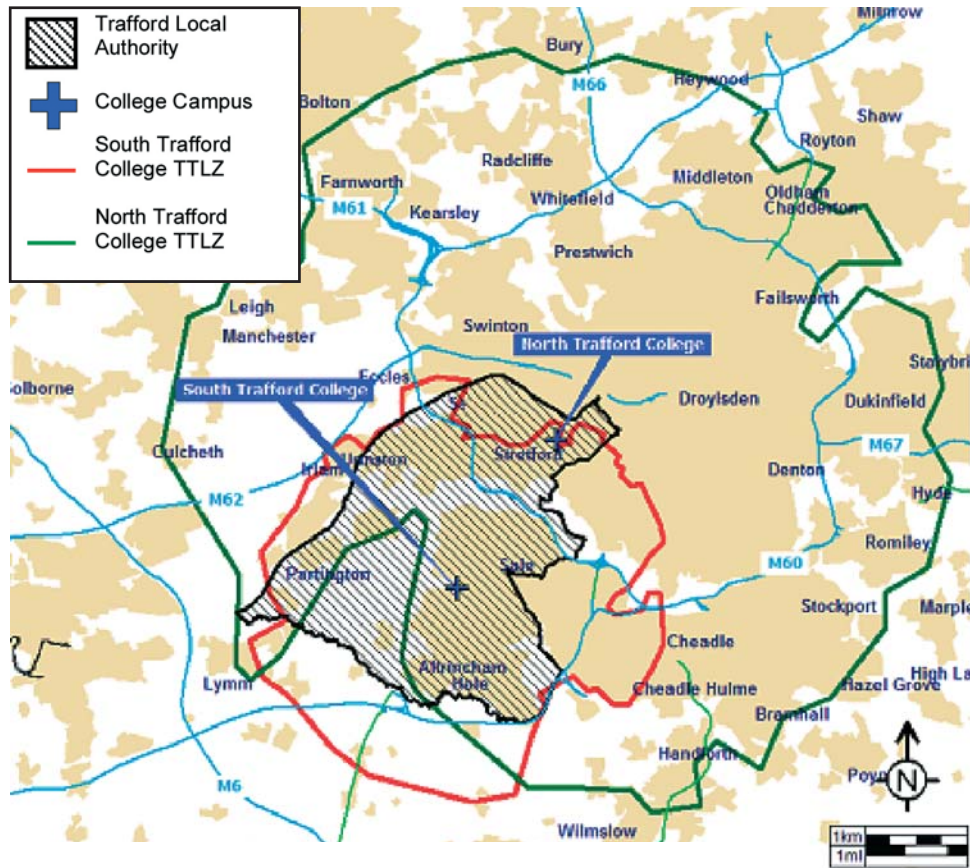 Trafford Local
Authority
College Campus
South Trafford
College TTLZ
North Trafford
College TTLZ
Bury
M66
Heywood
Bolton
Shaw
Royton
Radcliffe
Middleton
Farnworth
Whitefield
Oldham
Chadderton
M61
Kearsley
Prestwich
Failsworth
Leigh
Swinton
Manchester
North Trafford College
Eccles
South Trafford College
Droylsden
Dukinfield
Culcheth
Irlam
Stretford
Denton
M67
M62
Hyde
Romiley
Partington
Sale
M60
Stockport
Cheadle
Altrincham
Hale
Lymm
Cheadle Hulme
Hazel Grove
Bramhall
Handforth
M6
N
Wilmslow
1km
1ml